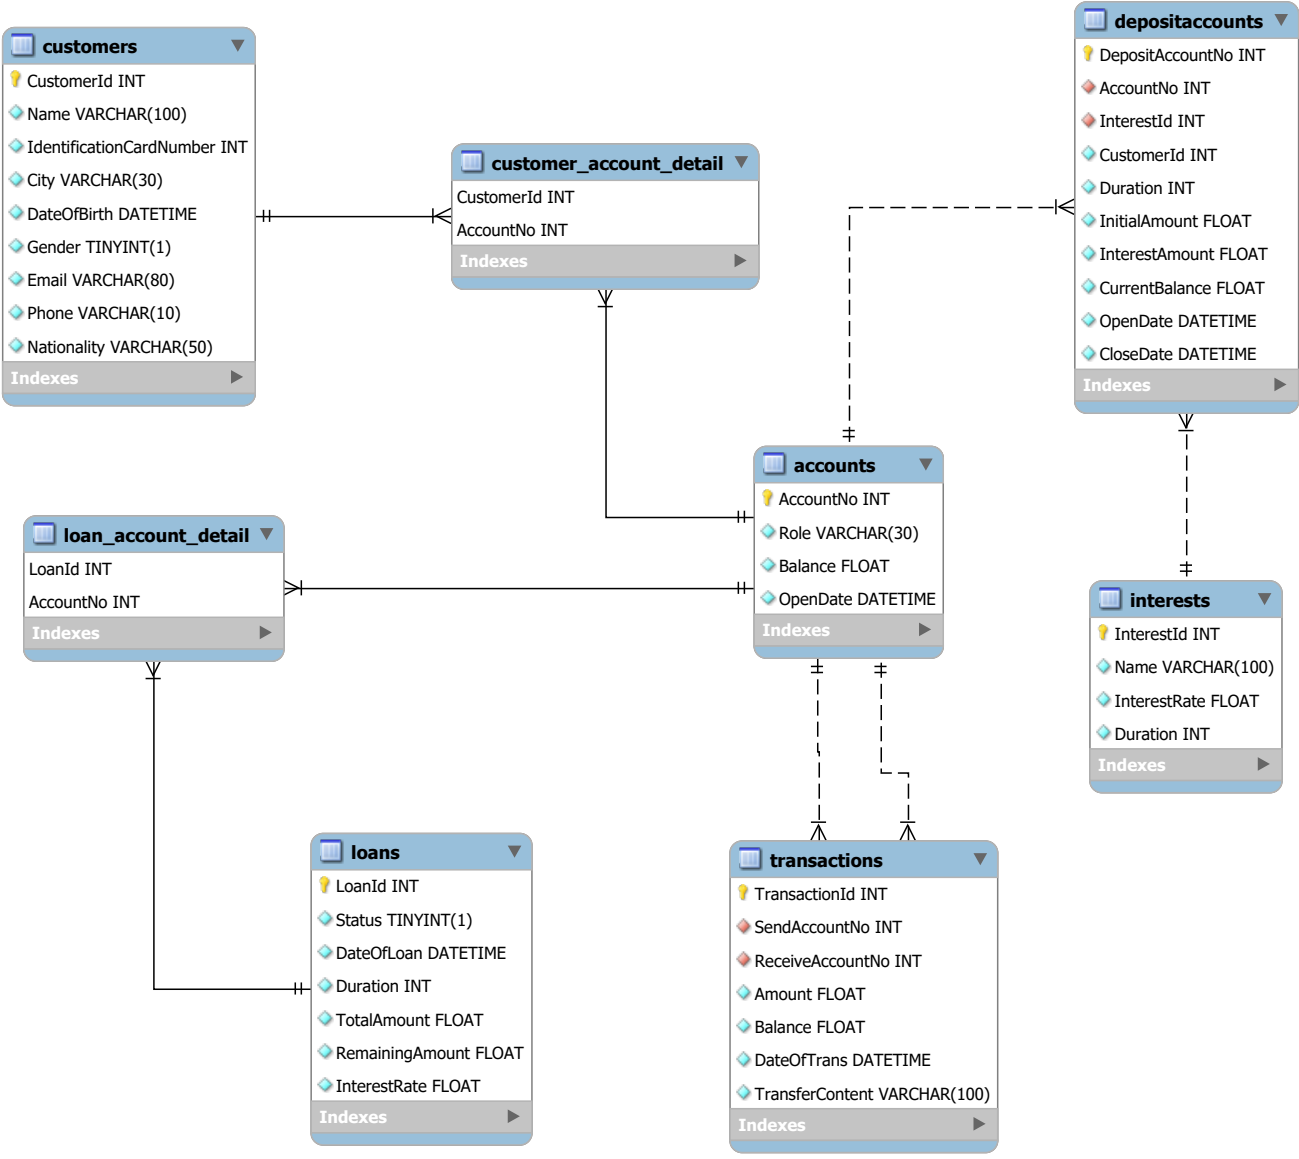 customers
CustomerId INT
Name VARCHAR(100)
IdentificationCardNumber INT
City VARCHAR(30)
DateOfBirth DATETIME
Gender TINYINT(1)
Email VARCHAR(80)
Phone VARCHAR(10)
Nationality VARCHAR(50)
Indexes
customer_account_detail
CustomerId INT
AccountNo INT
Indexes
depositaccounts
DepositAccountNo INT
AccountNo INT
InterestId INT
CustomerId INT
Duration INT
InitialAmount FLOAT
InterestAmount FLOAT
CurrentBalance FLOAT
OpenDate DATETIME
CloseDate DATETIME
Indexes
accounts
AccountNo INT
Role VARCHAR(30)
Balance FLOAT
OpenDate DATETIME
Indexes
loan_account_detail
LoanId INT
AccountNo INT
Indexes
interests
InterestId INT
Name VARCHAR(100)
InterestRate FLOAT
Duration INT
Indexes
loans
LoanId INT
Status TINYINT(1)
DateOfLoan DATETIME
Duration INT
TotalAmount FLOAT
RemainingAmount FLOAT
InterestRate FLOAT
Indexes
transactions
TransactionId INT
SendAccountNo INT
ReceiveAccountNo INT
Amount FLOAT
Balance FLOAT
DateOfTrans DATETIME
TransferContent VARCHAR(100)
Indexes